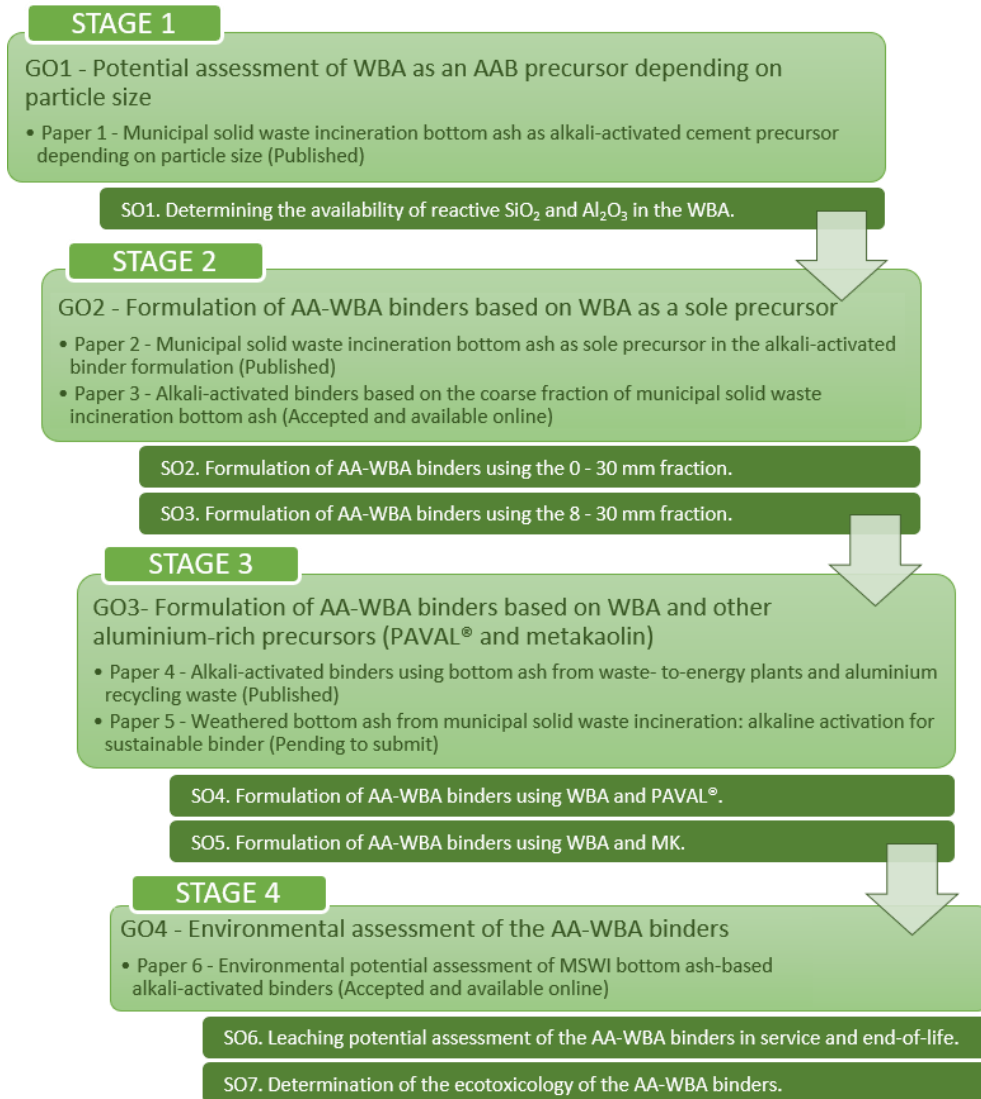 STAGE 1
GO1 - Potential assessment of WBA as an AAB precursor depending on
particle size
• Paper 1 - Municipal solid waste incineration bottom ash as alkali-activated cement precursor
depending on particle size (Published)
SO1. Determining the availability of reactive SiO₂ and Al₂O₃ in the WBA.
STAGE 2
GO2 - Formulation of AA-WBA binders based on WBA as a sole precursor
• Paper 2 - Municipal solid waste incineration bottom ash as sole precursor in the alkali-activated
binder formulation (Published)
• Paper 3 - Alkali-activated binders based on the coarse fraction of municipal solid waste
incineration bottom ash (Accepted and available online)
SO2. Formulation of AA-WBA binders using the 0 - 30 mm fraction.
SO3. Formulation of AA-WBA binders using the 8 - 30 mm fraction.
STAGE 3
GO3- Formulation of AA-WBA binders based on WBA and other
aluminium-rich precursors (PAVAL® and metakaolin)
• Paper 4 - Alkali-activated binders using bottom ash from waste- to-energy plants and aluminium
recycling waste (Published)
• Paper 5 - Weathered bottom ash from municipal solid waste incineration: alkaline activation for
sustainable binder (Pending to submit)
SO4. Formulation of AA-WBA binders using WBA and PAVAL®.
SO5. Formulation of AA-WBA binders using WBA and MK.
STAGE 4
GO4 - Environmental assessment of the AA-WBA binders
• Paper 6 - Environmental potential assessment of MSWI bottom ash-based
alkali-activated binders (Accepted and available online)
SO6. Leaching potential assessment of the AA-WBA binders in service and end-of-life.
SO7. Determination of the ecotoxicology of the AA-WBA binders.